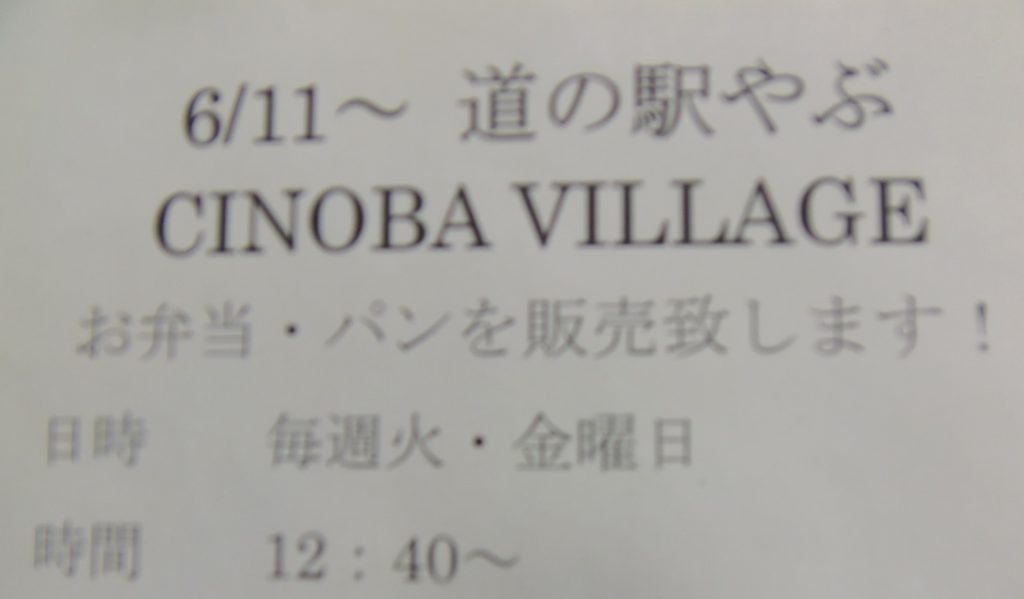 6/11～ 道の駅やぶ
CINOBA VILLAGE
お弁当・パンを販売致します！
日時 毎週火・金曜日
時間 12：40～